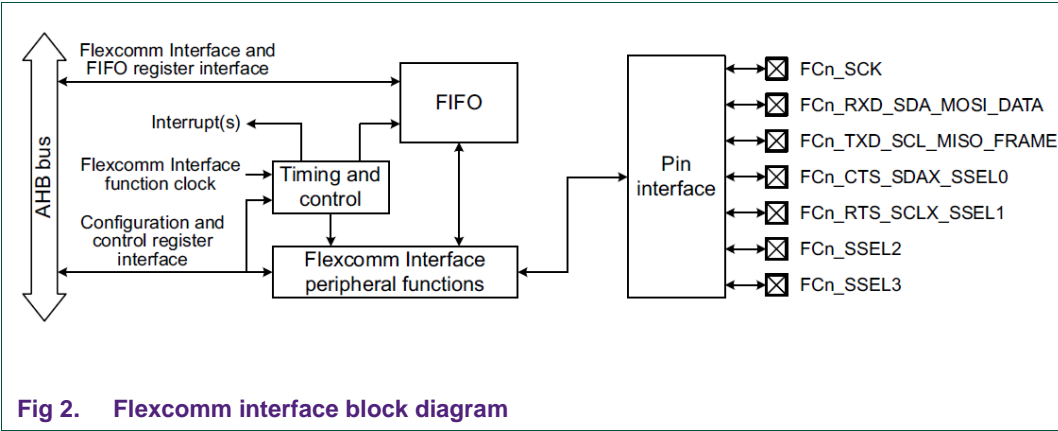 Flexcomm Interface and
FIFO register interface
FIFO
Interrupt(s)
Flexcomm Interface
function clock
Timing and
control
AHB bus
Configuration and
control register
interface
Flexcomm Interface
peripheral functions
Pin
interface
FCn_SCK
FCn_RXD_SDA_MOSI_DATA
FCn_TXD_SCL_MISO_FRAME
FCn_CTS_SDAX_SSEL0
FCn_RTS_SCLX_SSEL1
FCn_SSEL2
FCn_SSEL3
Fig 2. Flexcomm interface block diagram